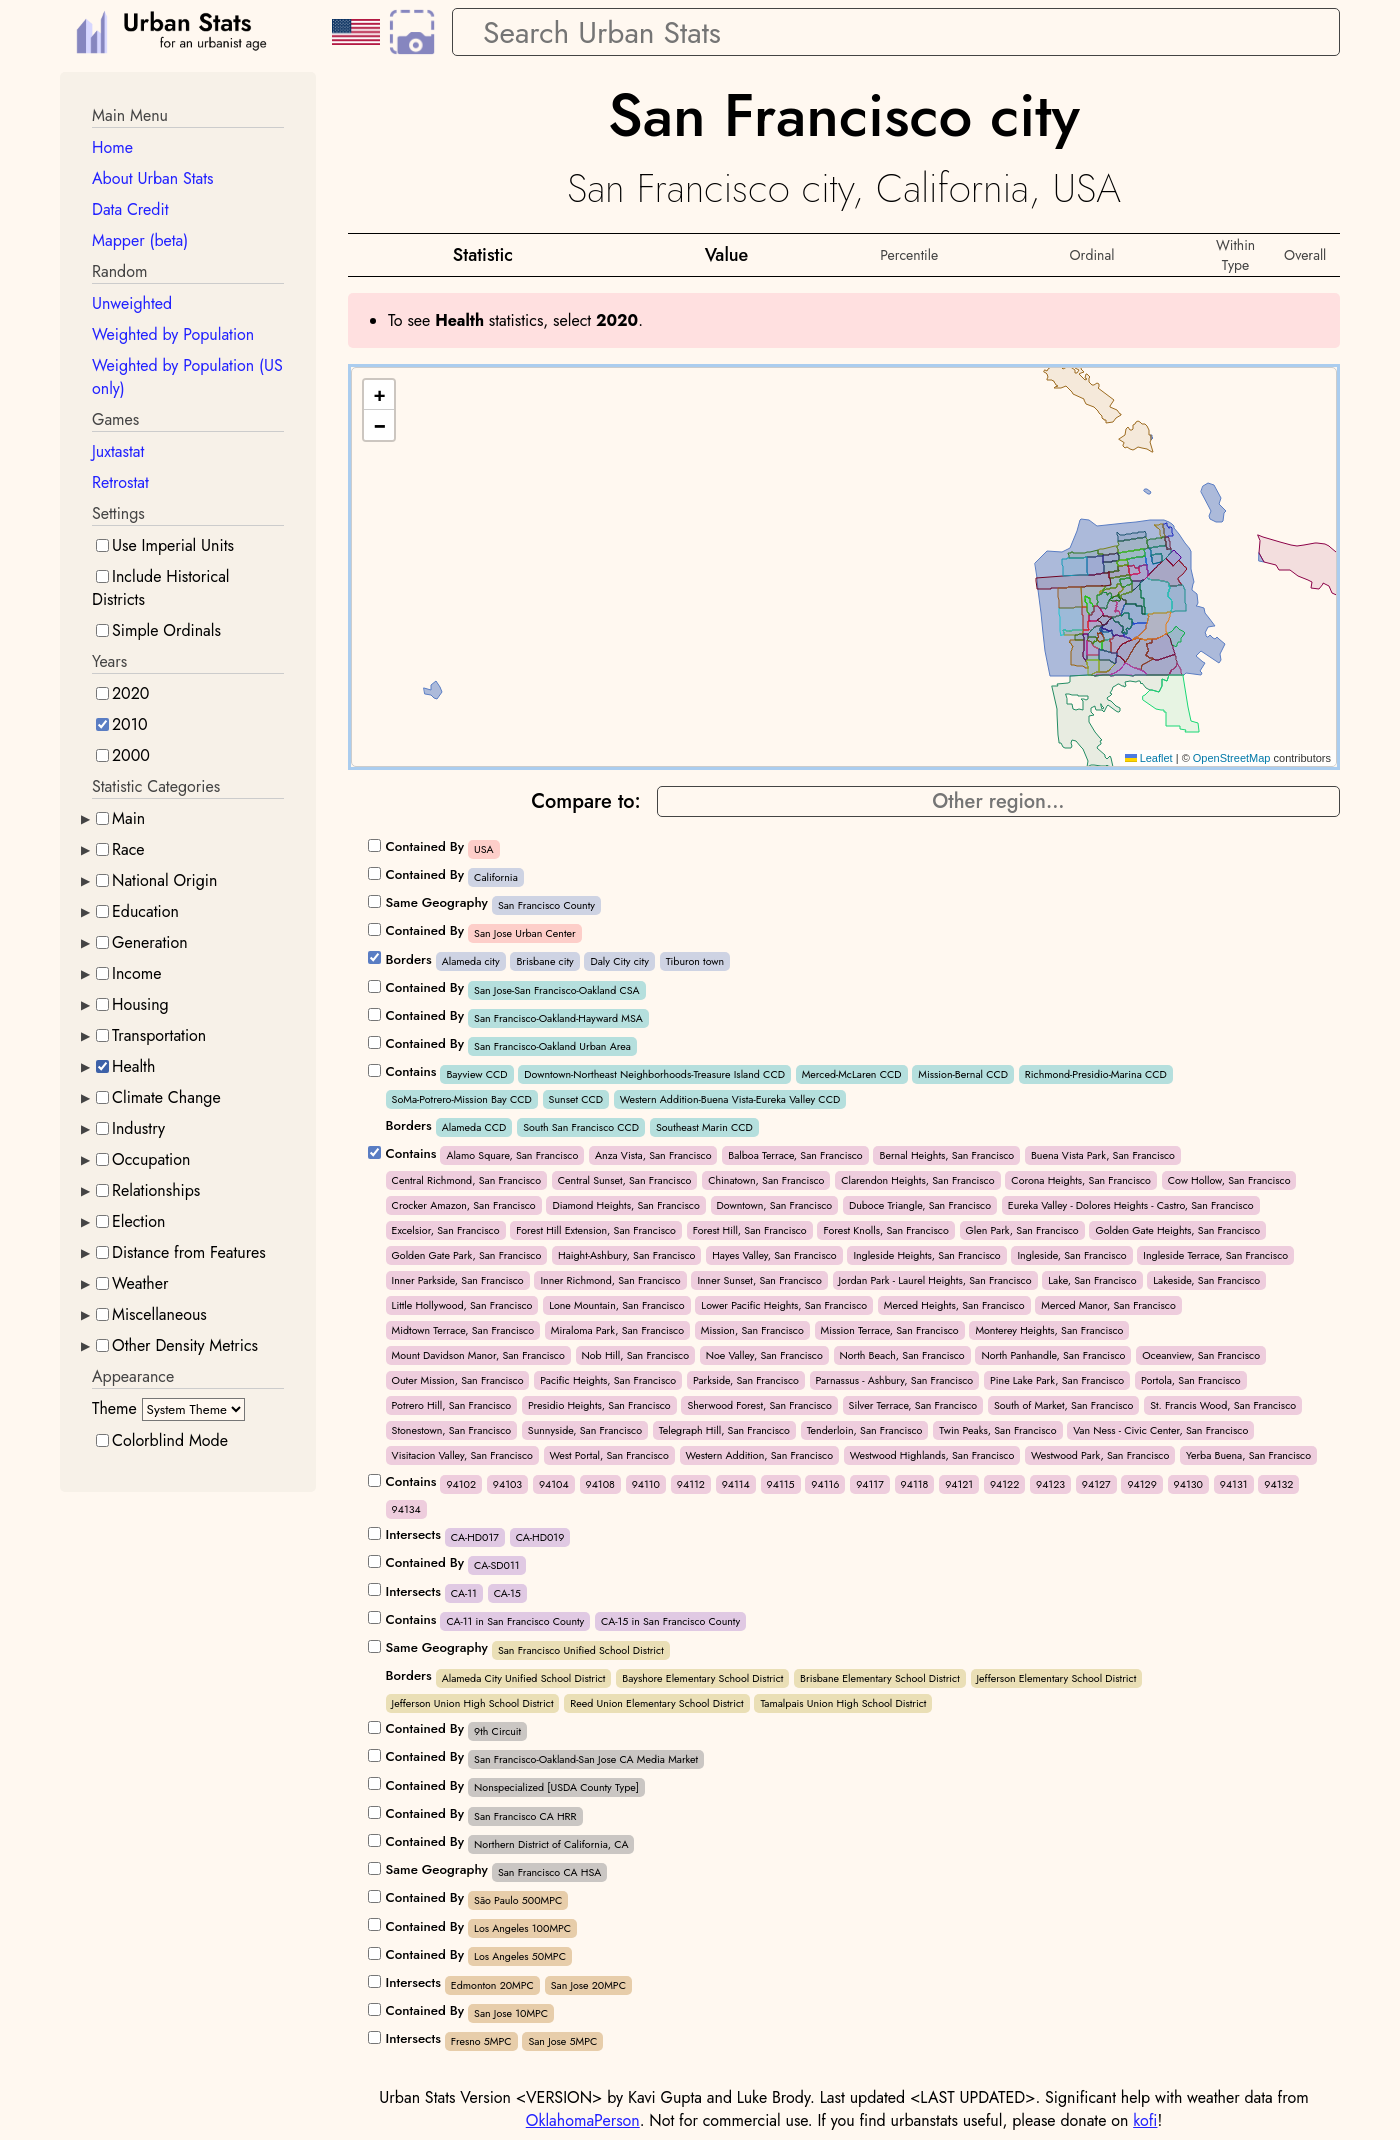 Urban Stats
for an urbanist age
Search Urban Stats
Main Menu
Home
About Urban Stats
Data Credit
Mapper (beta)
Random
Unweighted
Weighted by Population
Weighted by Population (US
only)
Games
Juxtastat
Retrostat
Settings
Use Imperial Units
Include Historical
Districts
Simple Ordinals
Years
2020
2010
2000
Statistic Categories
Main
Race
National Origin
Education
Generation
Income
Housing
Transportation
Health
Climate Change
Industry
Occupation
Relationships
Election
Distance from Features
Weather
Miscellaneous
Other Density Metrics
Appearance
Theme System Theme
Colorblind Mode
San Francisco city
San Francisco city, California, USA
Statistic Value Percentile Ordinal Within Type Overall
• To see Health statistics, select 2020.
+
−
Leaflet | © OpenStreetMap contributors
Compare to: Other region...
Contained By USA
Contained By California
Same Geography San Francisco County
Contained By San Jose Urban Center
Borders Alameda city Brisbane city Daly City city Tiburon town
Contained By San Jose-San Francisco-Oakland CSA
Contained By San Francisco-Oakland-Hayward MSA
Contained By San Francisco-Oakland Urban Area
Contains Bayview CCD Downtown-Northeast Neighborhoods-Treasure Island CCD Merced-McLaren CCD Mission-Bernal CCD Richmond-Presidio-Marina CCD
SoMa-Potrero-Mission Bay CCD Sunset CCD Western Addition-Buena Vista-Eureka Valley CCD
Borders Alameda CCD South San Francisco CCD Southeast Marin CCD
Contains Alamo Square, San Francisco Anza Vista, San Francisco Balboa Terrace, San Francisco Bernal Heights, San Francisco Buena Vista Park, San Francisco
Central Richmond, San Francisco Central Sunset, San Francisco Chinatown, San Francisco Clarendon Heights, San Francisco Corona Heights, San Francisco Cow Hollow, San Francisco
Crocker Amazon, San Francisco Diamond Heights, San Francisco Downtown, San Francisco Duboce Triangle, San Francisco Eureka Valley - Dolores Heights - Castro, San Francisco
Excelsior, San Francisco Forest Hill Extension, San Francisco Forest Hill, San Francisco Forest Knolls, San Francisco Glen Park, San Francisco Golden Gate Heights, San Francisco
Golden Gate Park, San Francisco Haight-Ashbury, San Francisco Hayes Valley, San Francisco Ingleside Heights, San Francisco Ingleside, San Francisco Ingleside Terrace, San Francisco
Inner Parkside, San Francisco Inner Richmond, San Francisco Inner Sunset, San Francisco Jordan Park - Laurel Heights, San Francisco Lake, San Francisco Lakeside, San Francisco
Little Hollywood, San Francisco Lone Mountain, San Francisco Lower Pacific Heights, San Francisco Merced Heights, San Francisco Merced Manor, San Francisco
Midtown Terrace, San Francisco Miraloma Park, San Francisco Mission, San Francisco Mission Terrace, San Francisco Monterey Heights, San Francisco
Mount Davidson Manor, San Francisco Nob Hill, San Francisco Noe Valley, San Francisco North Beach, San Francisco North Panhandle, San Francisco Oceanview, San Francisco
Outer Mission, San Francisco Pacific Heights, San Francisco Parkside, San Francisco Parnassus - Ashbury, San Francisco Pine Lake Park, San Francisco Portola, San Francisco
Potrero Hill, San Francisco Presidio Heights, San Francisco Sherwood Forest, San Francisco Silver Terrace, San Francisco South of Market, San Francisco St. Francis Wood, San Francisco
Stonestown, San Francisco Sunnyside, San Francisco Telegraph Hill, San Francisco Tenderloin, San Francisco Twin Peaks, San Francisco Van Ness - Civic Center, San Francisco
Visitacion Valley, San Francisco West Portal, San Francisco Western Addition, San Francisco Westwood Highlands, San Francisco Westwood Park, San Francisco Yerba Buena, San Francisco
Contains 94102 94103 94104 94108 94110 94112 94114 94115 94116 94117 94118 94121 94122 94123 94127 94129 94130 94131 94132
94134
Intersects CA-HD017 CA-HD019
Contained By CA-SD011
Intersects CA-11 CA-15
Contains CA-11 in San Francisco County CA-15 in San Francisco County
Same Geography San Francisco Unified School District
Borders Alameda City Unified School District Bayshore Elementary School District Brisbane Elementary School District Jefferson Elementary School District
Jefferson Union High School District Reed Union Elementary School District Tamalpais Union High School District
Contained By 9th Circuit
Contained By San Francisco-Oakland-San Jose CA Media Market
Contained By Nonspecialized [USDA County Type]
Contained By San Francisco CA HRR
Contained By Northern District of California, CA
Same Geography San Francisco CA HSA
Contained By São Paulo 500MPC
Contained By Los Angeles 100MPC
Contained By Los Angeles 50MPC
Intersects Edmonton 20MPC San Jose 20MPC
Contained By San Jose 10MPC
Intersects Fresno 5MPC San Jose 5MPC
Urban Stats Version <VERSION> by Kavi Gupta and Luke Brody. Last updated <LAST UPDATED>. Significant help with weather data from
OklahomaPerson. Not for commercial use. If you find urbanstats useful, please donate on kofi!